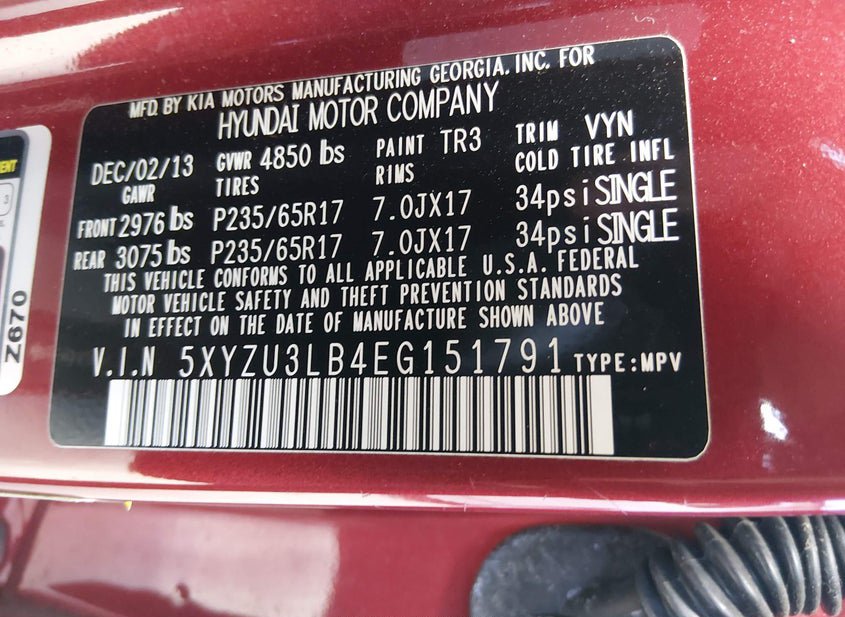 MFD. BY KIA MOTORS MANUFACTURING GEORGIA, INC. FOR
HYUNDAI MOTOR COMPANY
DEC/02/13 GVWR 4850 lbs PAINT TR3 TRIM VYN
GAWR TIRES RIMS COLD TIRE INFL
FRONT 2976 lbs P235/65R17 7.0JX17 34psi SINGLE
REAR 3075 lbs P235/65R17 7.0JX17 34psi SINGLE
THIS VEHICLE CONFORMS TO ALL APPLICABLE U.S.A. FEDERAL
MOTOR VEHICLE SAFETY AND THEFT PREVENTION STANDARDS
IN EFFECT ON THE DATE OF MANUFACTURE SHOWN ABOVE
V.I.N 5XYZU3LB4EG151791 TYPE:MPV
3
Z670